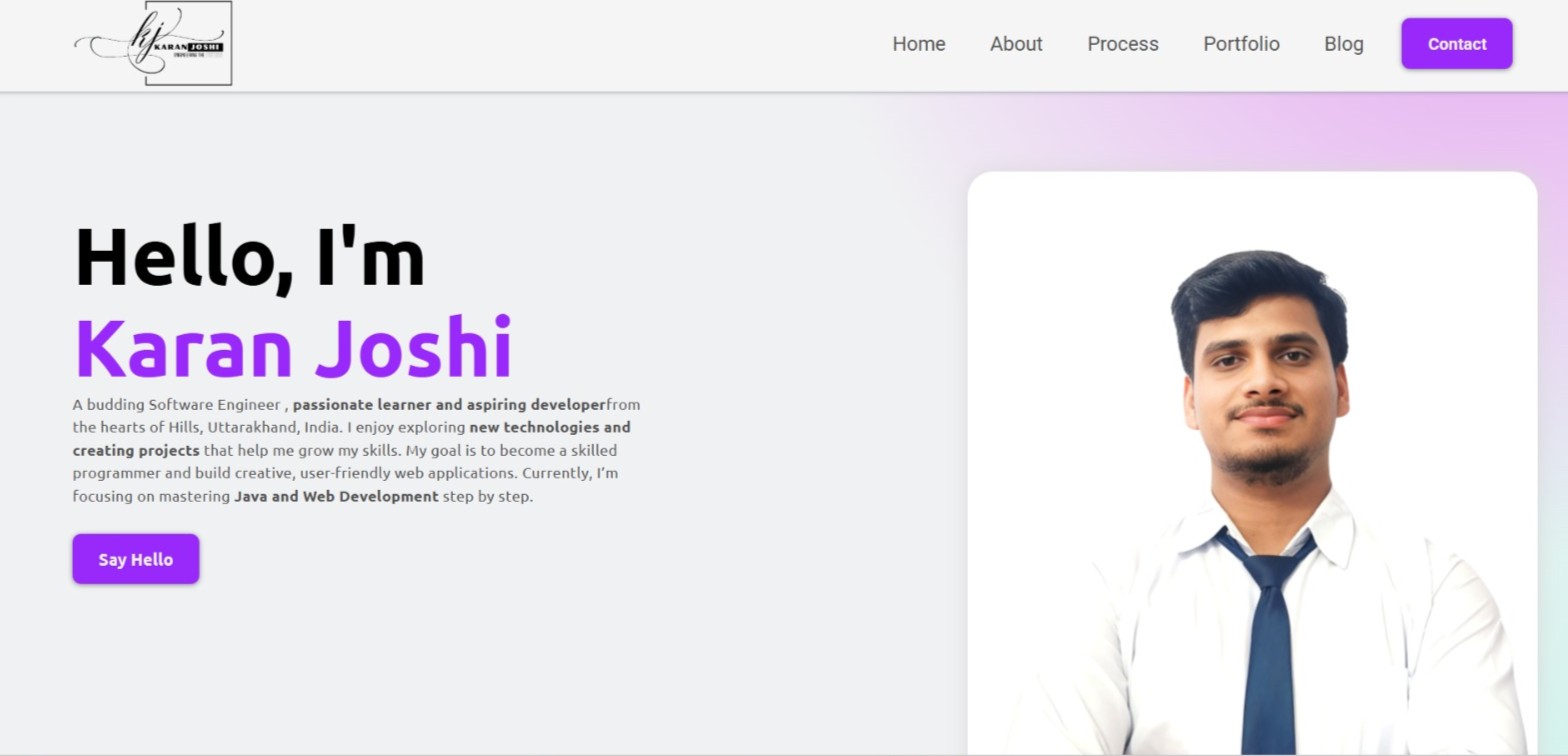 kj
KARAN JOSHI
Home About Process Portfolio Blog Contact
Hello, I'm
Karan Joshi
A budding Software Engineer , passionate learner and aspiring developerfrom
the hearts of Hills, Uttarakhand, India. I enjoy exploring new technologies and
creating projects that help me grow my skills. My goal is to become a skilled
programmer and build creative, user-friendly web applications. Currently, I'm
focusing on mastering Java and Web Development step by step.
Say Hello